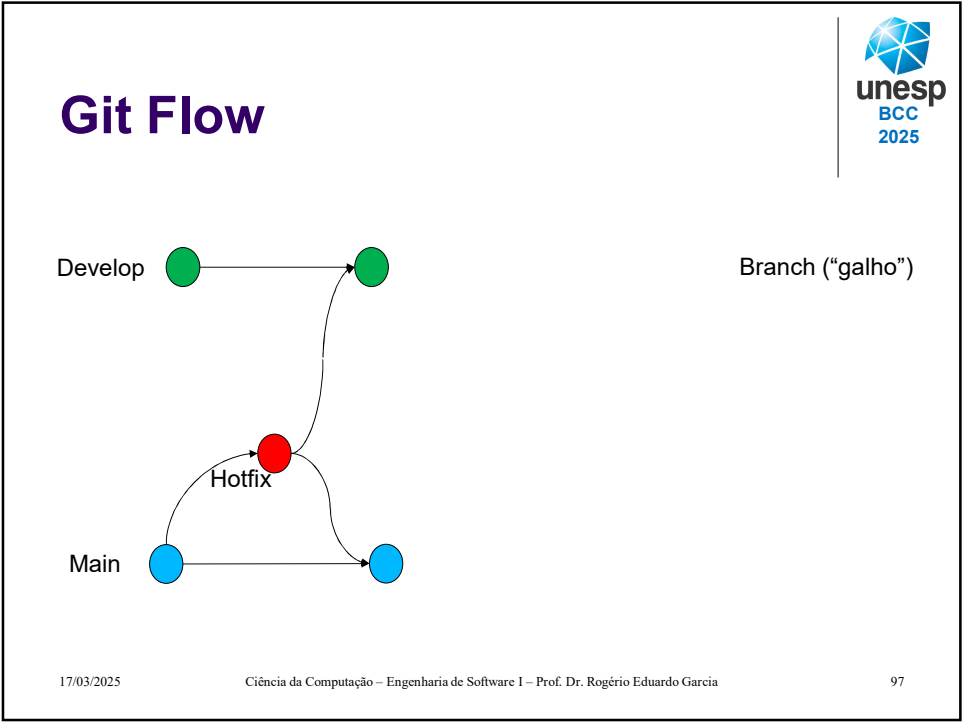 unesp
BCC
2025
Git Flow
Develop
Branch (“galho”)
Hotfix
Main
17/03/2025
Ciência da Computação – Engenharia de Software I – Prof. Dr. Rogério Eduardo Garcia
97